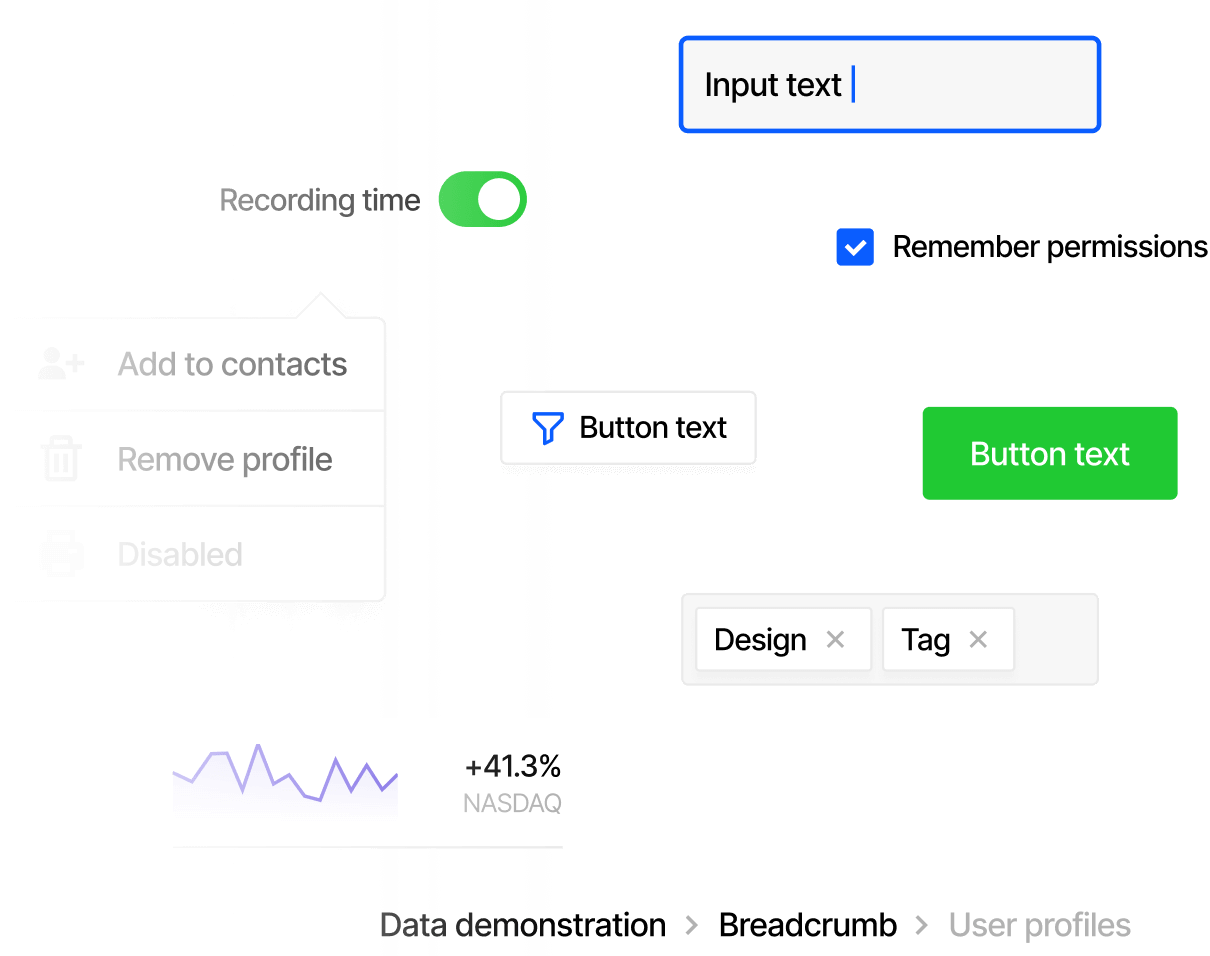 Input text
Recording time
Remember permissions
Add to contacts
Button text
Button text
Remove profile
Disabled
Design
Tag
+41.3%
NASDAQ
Data demonstration > Breadcrumb > User profiles